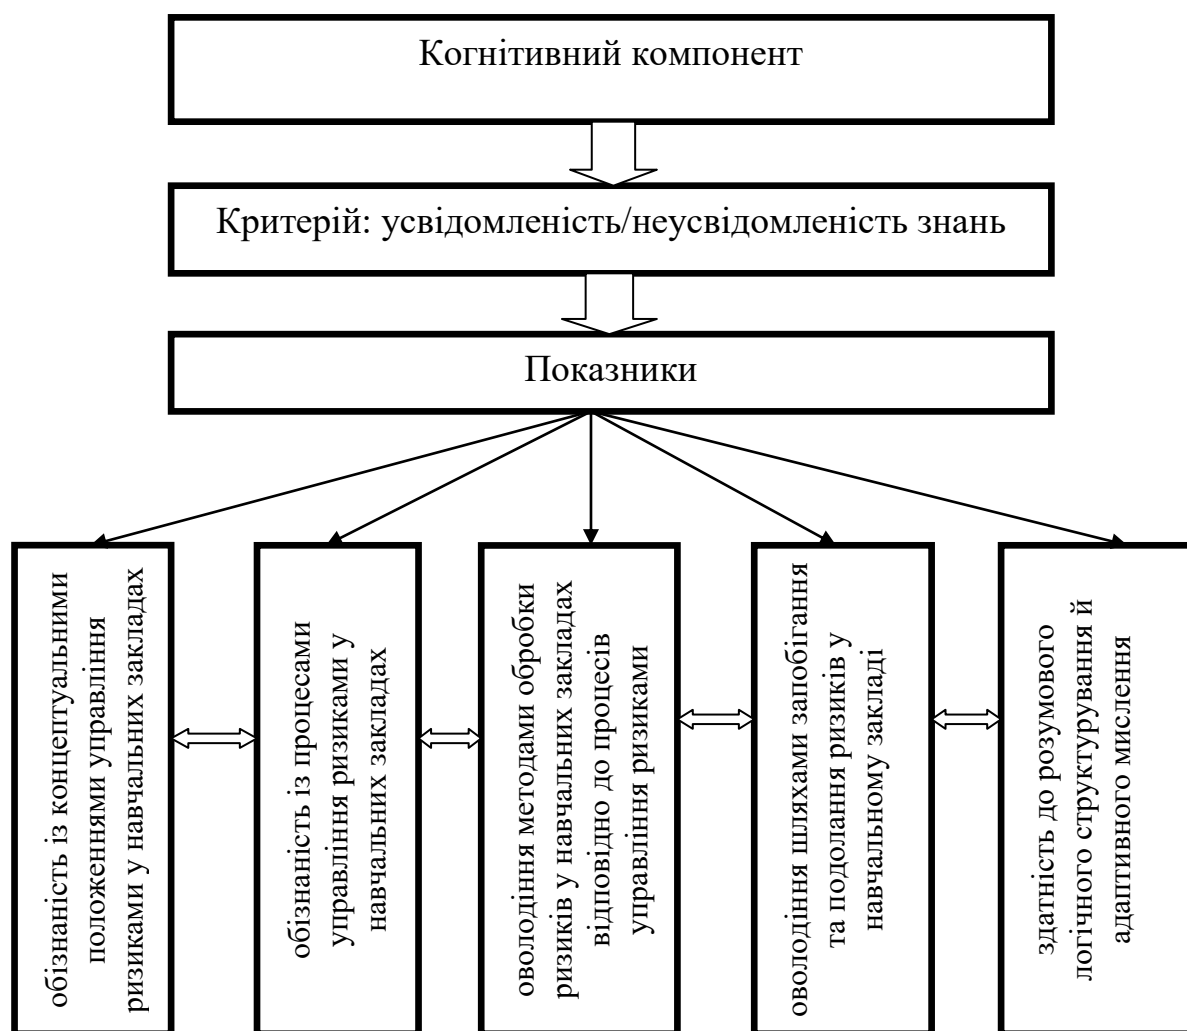 Когнітивний компонент
Критерій: усвідомленість/неусвідомленість знань
Показники
обізнаність із концептуальними
положеннями управління
ризиками у навчальних закладах
обізнаність із процесами
управління ризиками у
навчальних закладах
оволодіння методами обробки
ризиків у навчальних закладах
відповідно до процесів
управління ризиками
оволодіння шляхами запобігання
та подолання ризиків у
навчальному закладі
здатність до розумового
логічного структурування й
адаптивного мислення